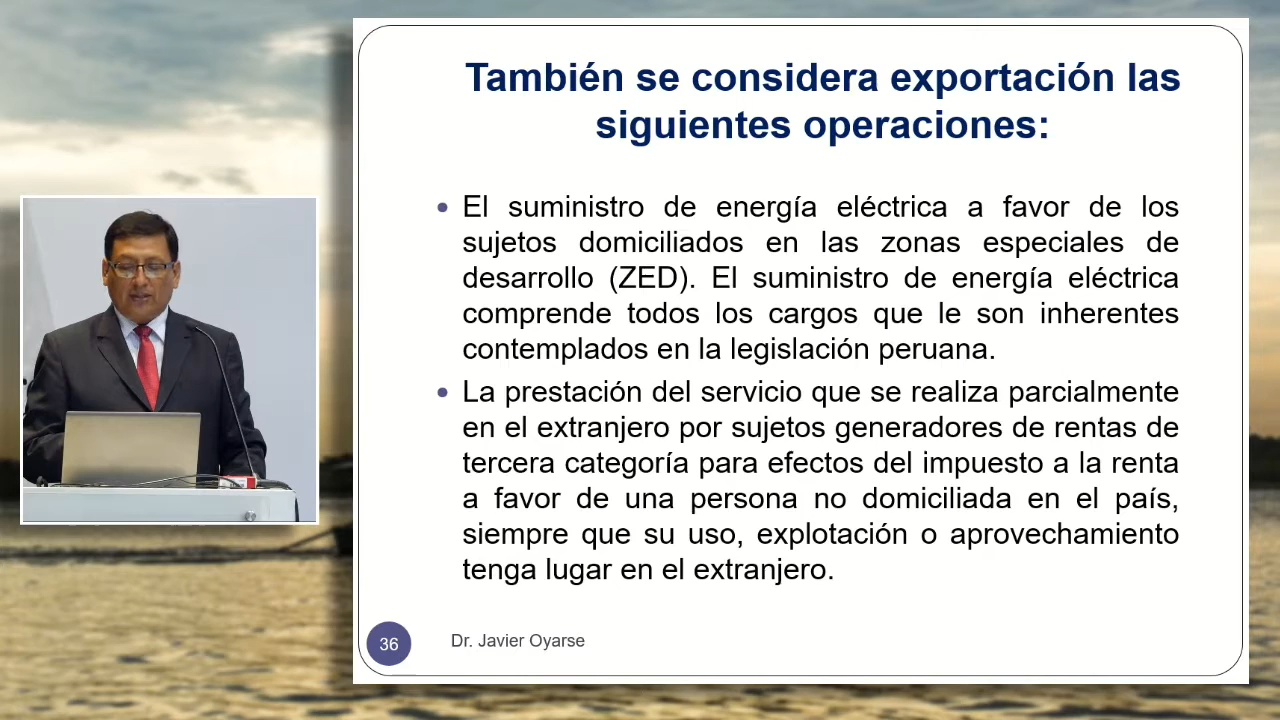 También se considera exportación las
siguientes operaciones:
• El suministro de energía eléctrica a favor de los
sujetos domiciliados en las zonas especiales de
desarrollo (ZED). El suministro de energía eléctrica
comprende todos los cargos que le son inherentes
contemplados en la legislación peruana.
• La prestación del servicio que se realiza parcialmente
en el extranjero por sujetos generadores de rentas de
tercera categoría para efectos del impuesto a la renta
a favor de una persona no domiciliada en el país,
siempre que su uso, explotación o aprovechamiento
tenga lugar en el extranjero.
36
Dr. Javier Oyarse